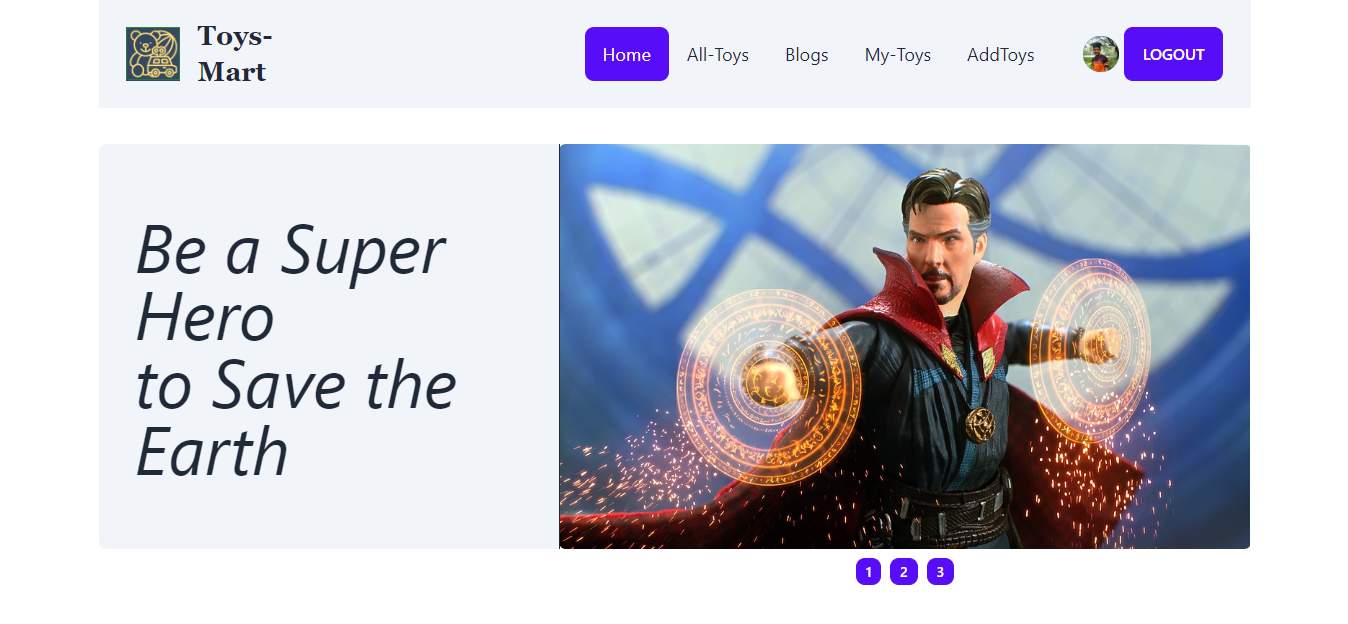 Toys-
Mart
Home
All-Toys
Blogs
My-Toys
AddToys
LOGOUT
Be a Super
Hero
to Save the
Earth
1
2
3